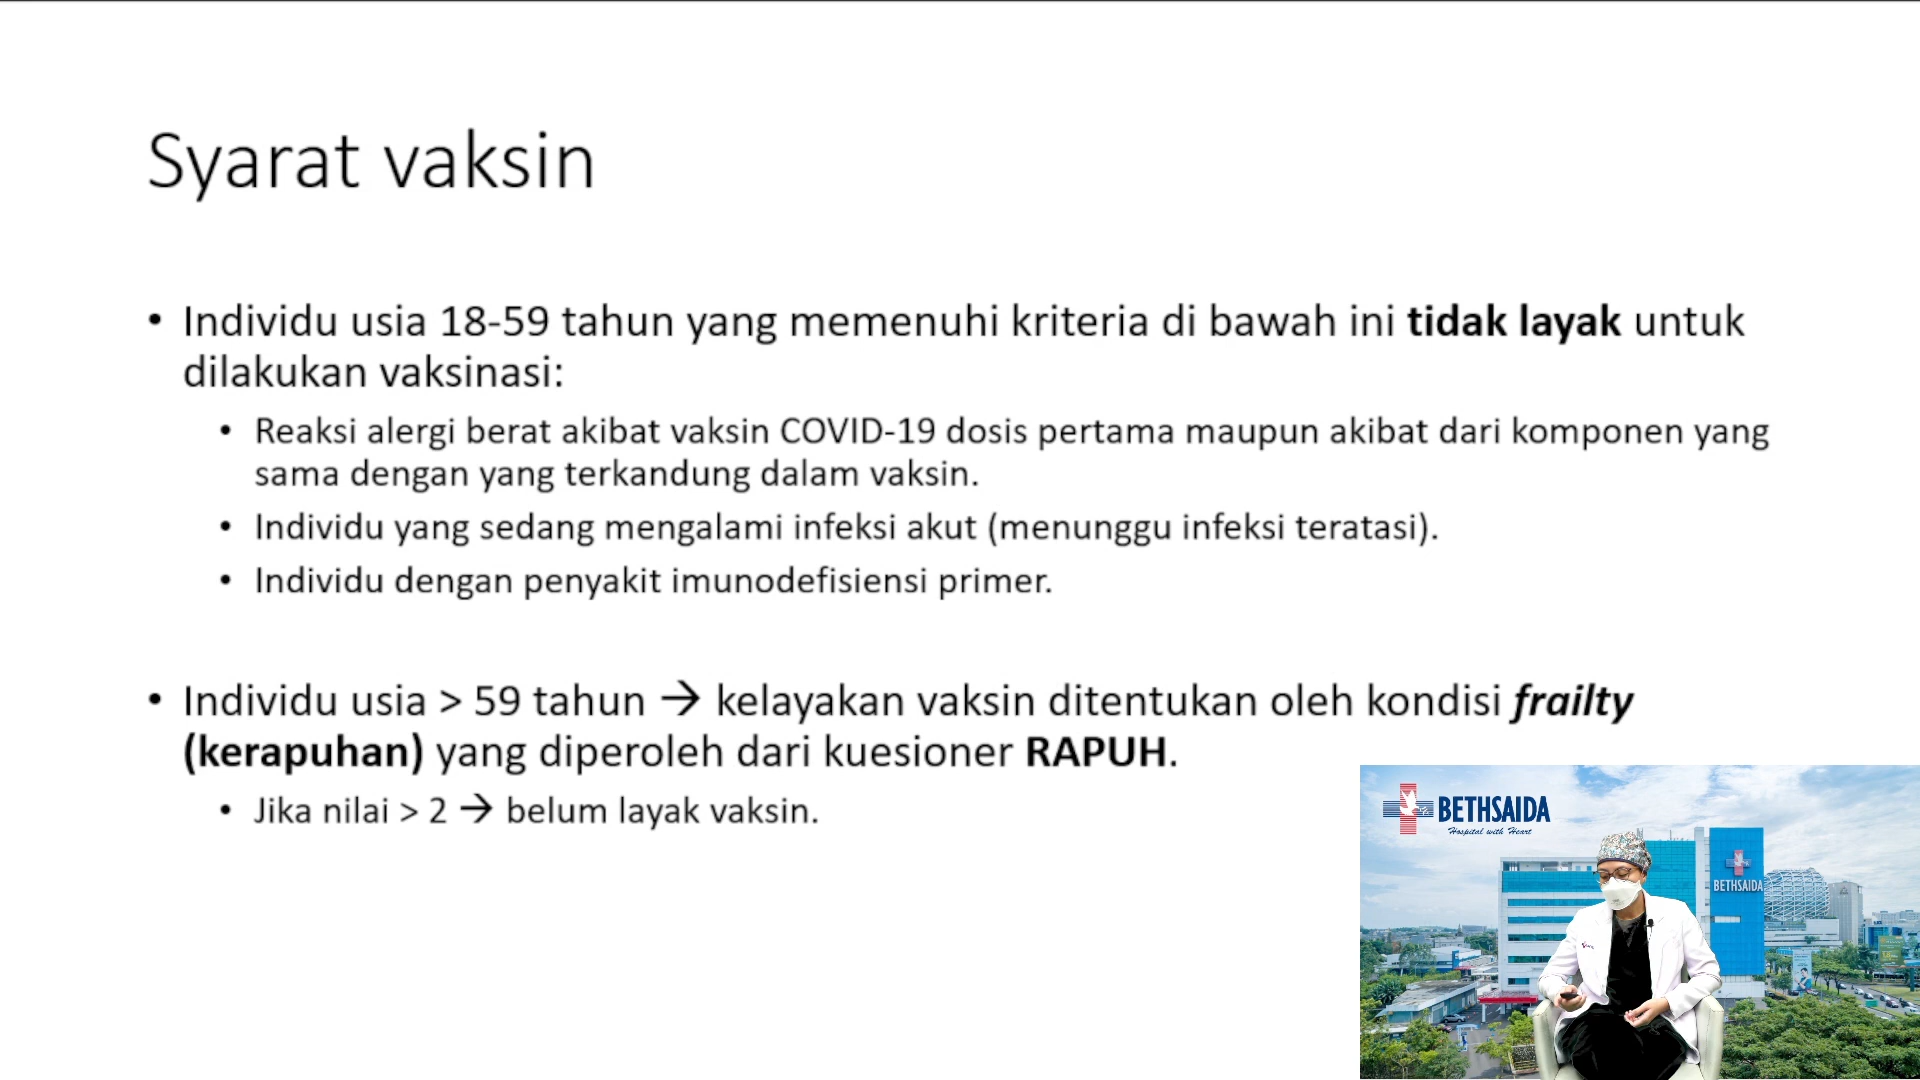 Syarat vaksin
• Individu usia 18-59 tahun yang memenuhi kriteria di bawah ini tidak layak untuk
dilakukan vaksinasi:
• Reaksi alergi berat akibat vaksin COVID-19 dosis pertama maupun akibat dari komponen yang
sama dengan yang terkandung dalam vaksin.
• Individu yang sedang mengalami infeksi akut (menunggu infeksi teratasi).
• Individu dengan penyakit imunodefisiensi primer.
• Individu usia > 59 tahun → kelayakan vaksin ditentukan oleh kondisi frailty
(kerapuhan) yang diperoleh dari kuesioner RAPUH.
• Jika nilai > 2 → belum layak vaksin.
BETHSAIDA
Hospital with Heart
BETHSAIDA